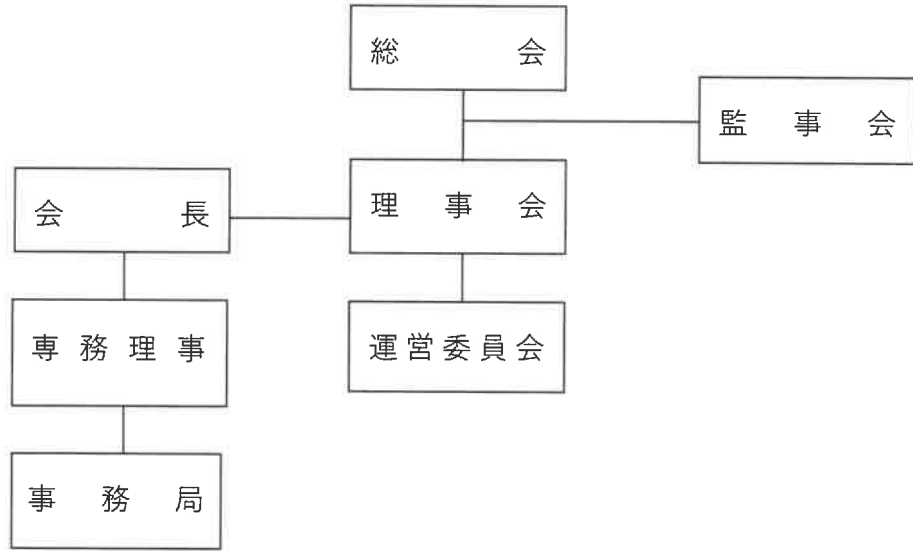 総会
監事会
会長
理事会
専務理事
運営委員会
事務局